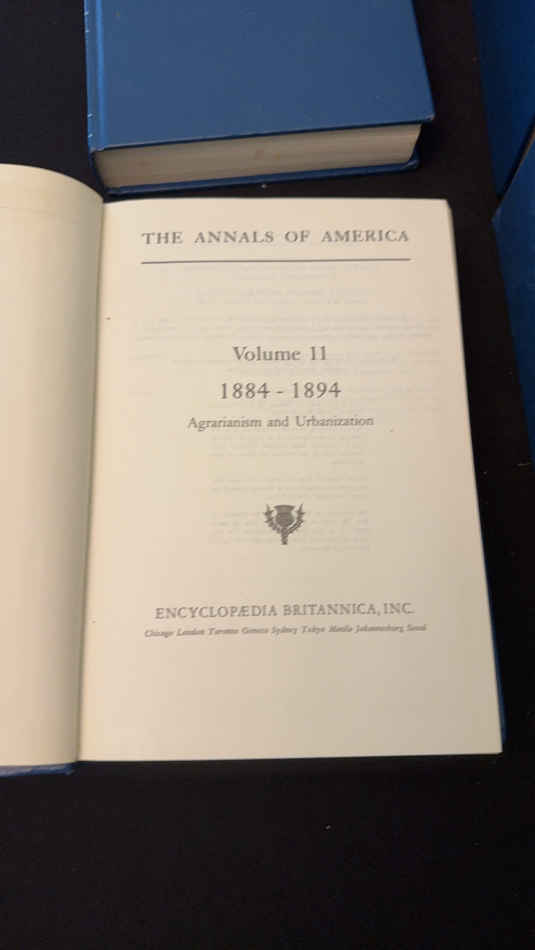 THE ANNALS OF AMERICA
Volume 11
1884 - 1894
Agrarianism and Urbanization
ENCYCLOPÆDIA BRITANNICA, INC.
Chicago London Toronto Geneva Sydney Tokyo Manila Johannesburg Seoul